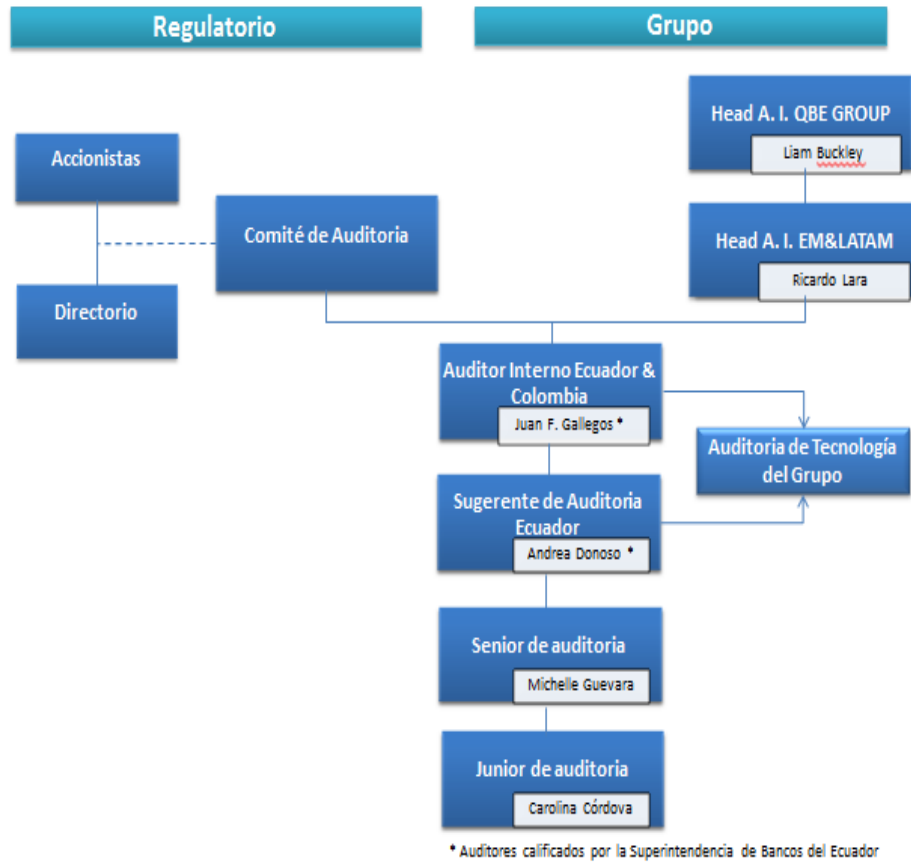 Regulatorio
Grupo
Head A. I. QBE GROUP
Liam Buckley
Accionistas
Comité de Auditoria
Head A. I. EM&LATAM
Ricardo Lara
Directorio
Auditor Interno Ecuador &
Colombia
Juan F. Gallegos *
Auditoria de Tecnología
del Grupo
Sugerente de Auditoria
Ecuador
Andrea Donoso *
Senior de auditoria
Michelle Guevara
Junior de auditoria
Carolina Córdova
* Auditores calificados por la Superintendencia de Bancos del Ecuador